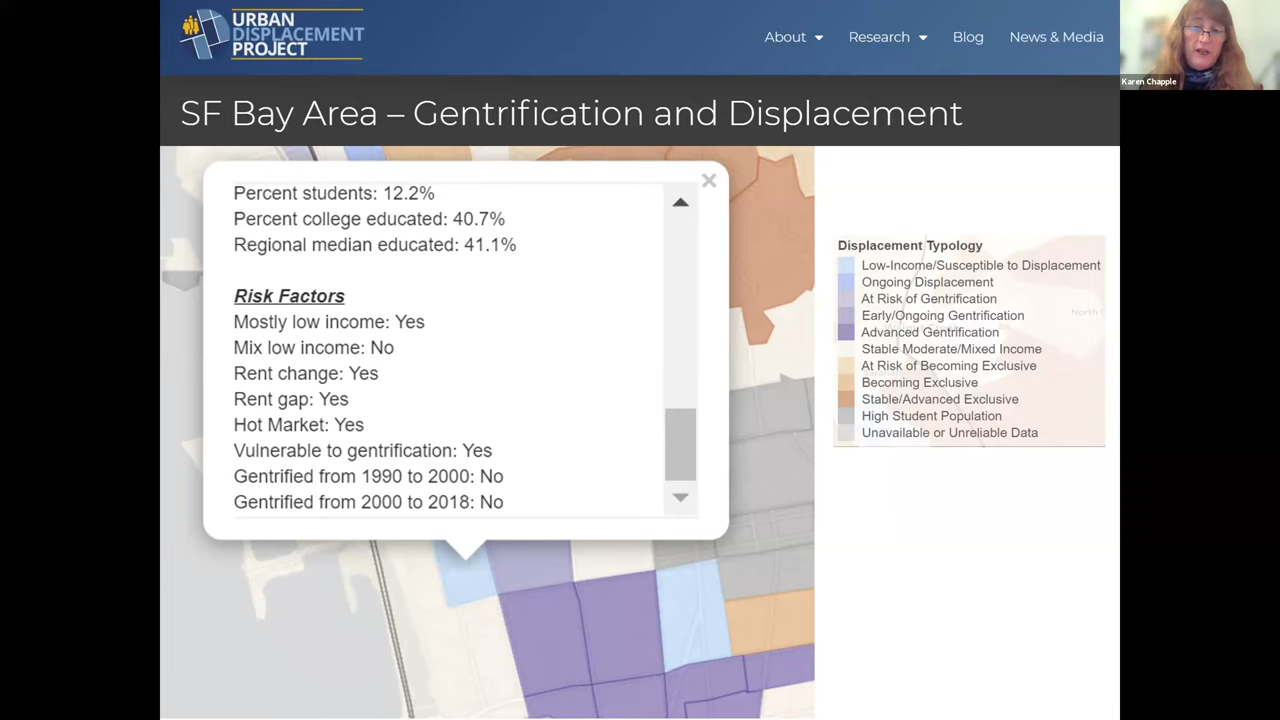 URBAN
DISPLACEMENT
PROJECT
About
Research
Blog
News & Media
Karen Chapple
SF Bay Area – Gentrification and Displacement
Percent students: 12.2%
Percent college educated: 40.7%
Regional median educated: 41.1%
Risk Factors
Mostly low income: Yes
Mix low income: No
Rent change: Yes
Rent gap: Yes
Hot Market: Yes
Vulnerable to gentrification: Yes
Gentrified from 1990 to 2000: No
Gentrified from 2000 to 2018: No
Displacement Typology
Low-Income/Susceptible to Displacement
Ongoing Displacement
At Risk of Gentrification
Early/Ongoing Gentrification
Advanced Gentrification
Stable Moderate/Mixed Income
At Risk of Becoming Exclusive
Becoming Exclusive
Stable/Advanced Exclusive
High Student Population
Unavailable or Unreliable Data
North